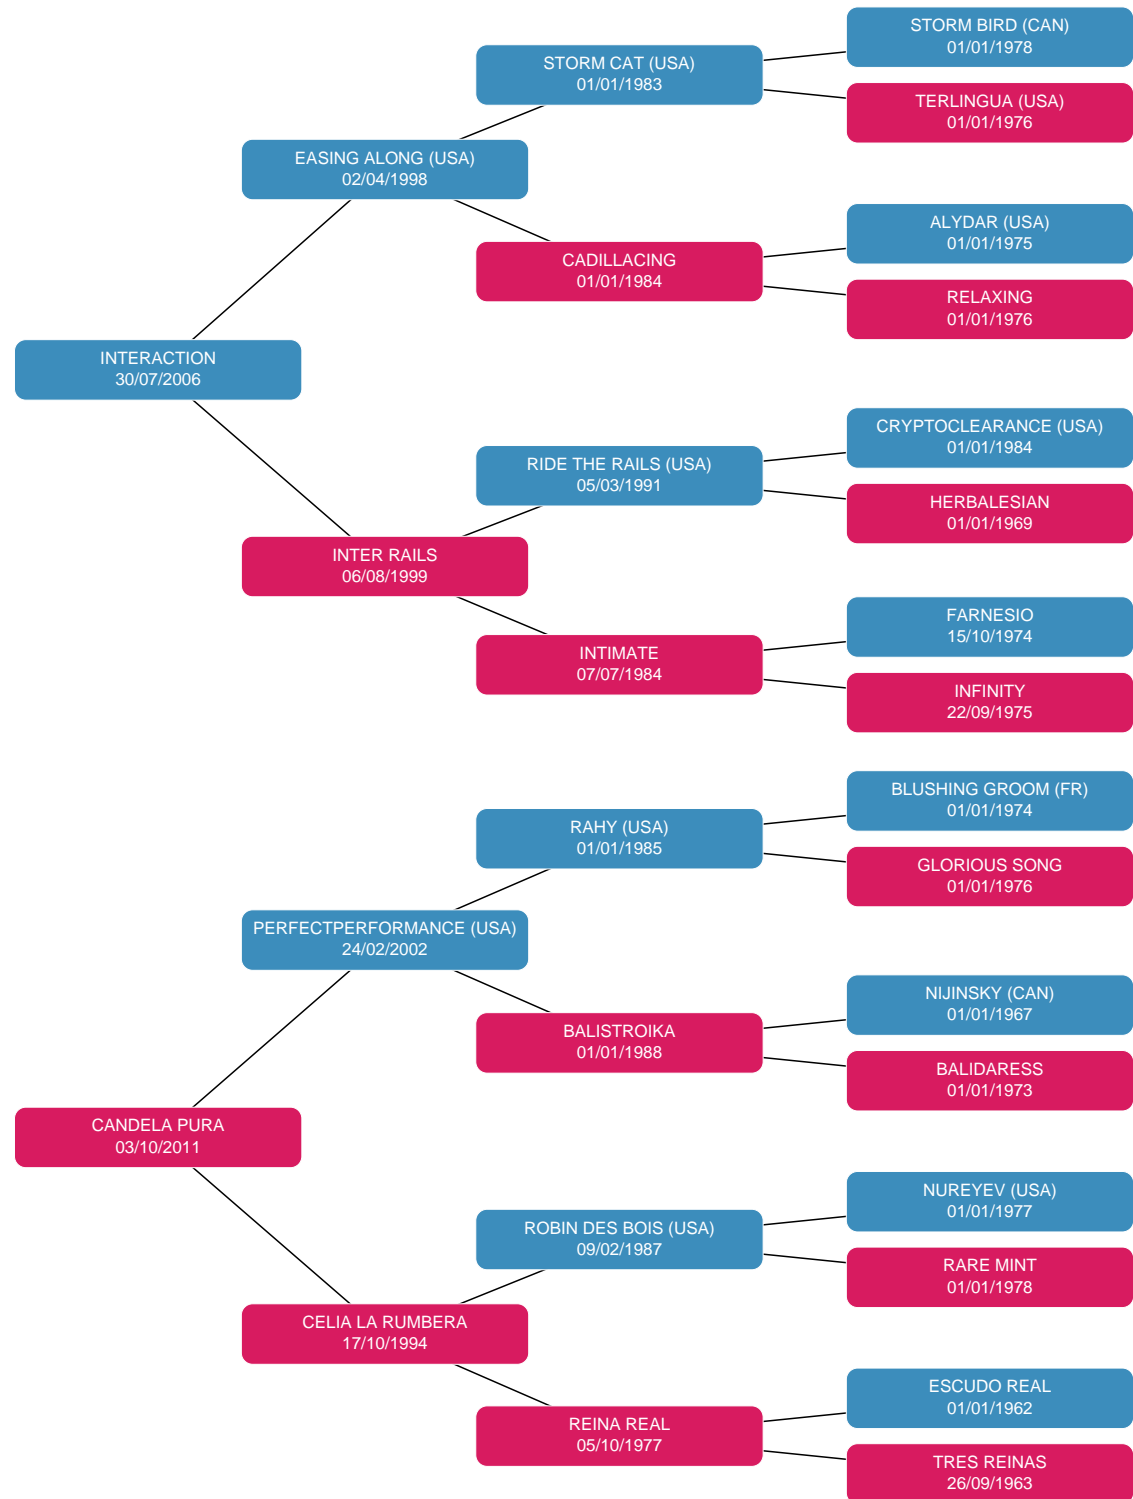 STORM BIRD (CAN)
01/01/1978
STORM CAT (USA)
01/01/1983
TERLINGUA (USA)
01/01/1976
EASING ALONG (USA)
02/04/1998
ALYDAR (USA)
01/01/1975
CADILLACING
01/01/1984
RELAXING
01/01/1976
INTERACTION
30/07/2006
CRYPTOCLEARANCE (USA)
01/01/1984
RIDE THE RAILS (USA)
05/03/1991
HERBALESIAN
01/01/1969
INTER RAILS
06/08/1999
FARNESIO
15/10/1974
INTIMATE
07/07/1984
INFINITY
22/09/1975
BLUSHING GROOM (FR)
01/01/1974
RAHY (USA)
01/01/1985
GLORIOUS SONG
01/01/1976
PERFECTPERFORMANCE (USA)
24/02/2002
NIJINSKY (CAN)
01/01/1967
BALISTROIKA
01/01/1988
BALIDARESS
01/01/1973
CANDELA PURA
03/10/2011
NUREYEV (USA)
01/01/1977
ROBIN DES BOIS (USA)
09/02/1987
RARE MINT
01/01/1978
CELIA LA RUMBERA
17/10/1994
ESCUDO REAL
01/01/1962
REINA REAL
05/10/1977
TRES REINAS
26/09/1963